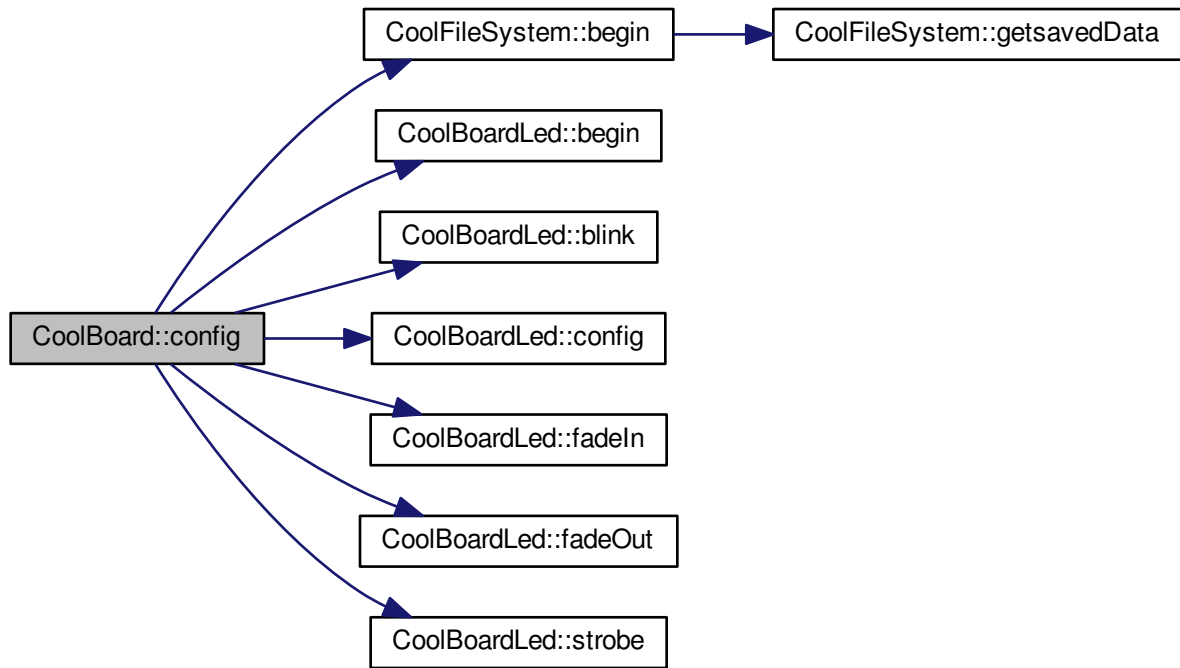 CoolFileSystem::begin
CoolFileSystem::getsavedData
CoolBoardLed::begin
CoolBoardLed::blink
CoolBoard::config
CoolBoardLed::config
CoolBoardLed::fadeIn
CoolBoardLed::fadeOut
CoolBoardLed::strobe